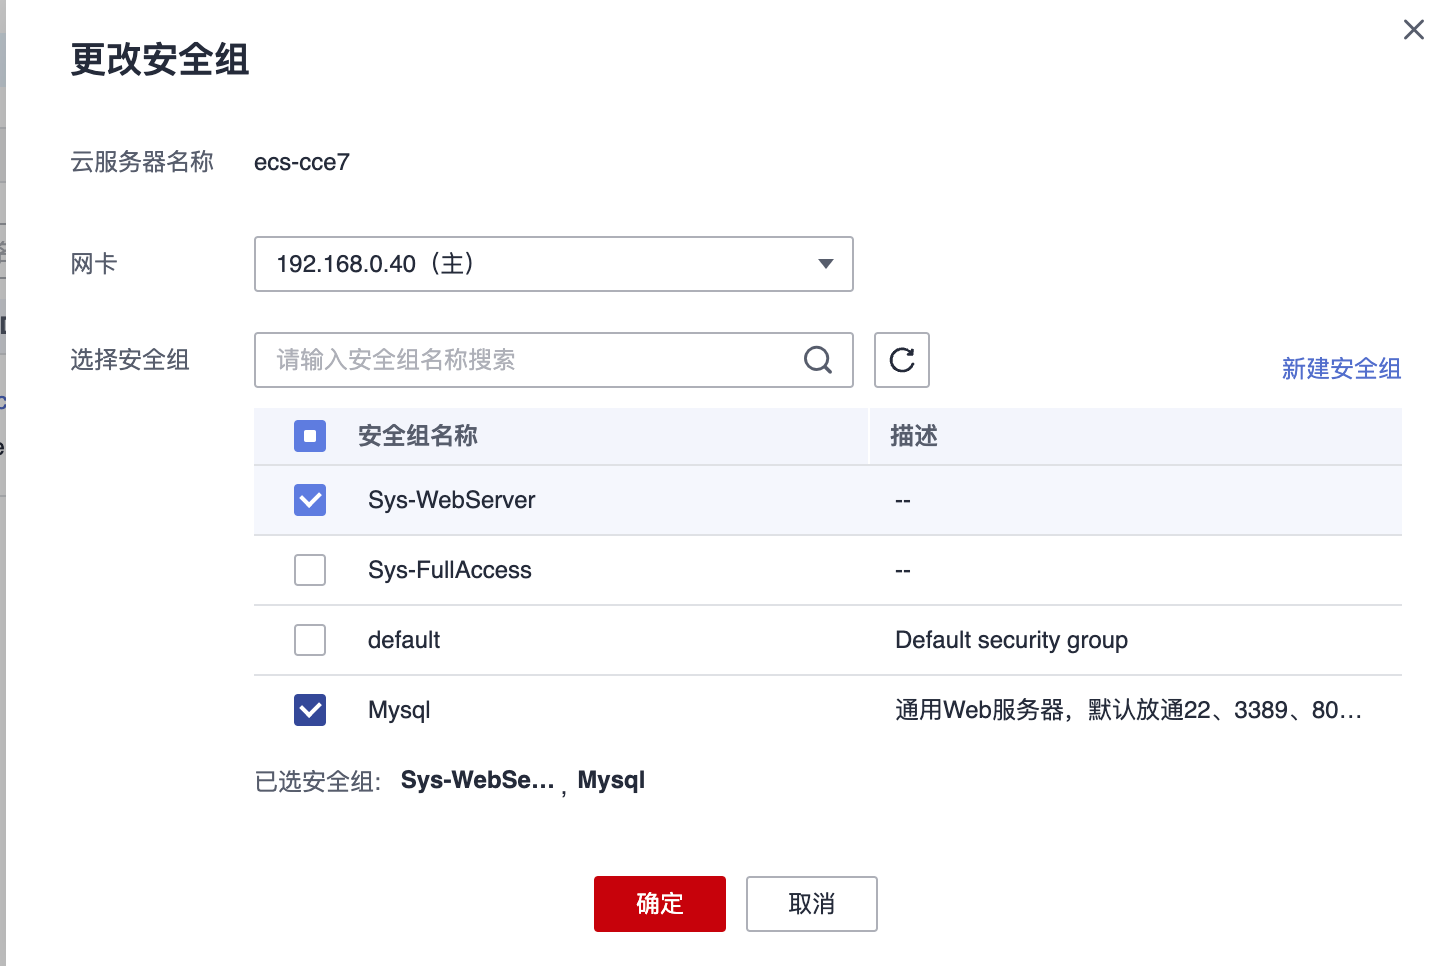 更改安全组
云服务器名称 ecs-cce7
网卡 192.168.0.40（主）
选择安全组 请输入安全组名称搜索 新建安全组
安全组名称 描述
Sys-WebServer --
Sys-FullAccess --
default Default security group
Mysql 通用Web服务器，默认放通22、3389、80...
已选安全组: Sys-WebSe... , Mysql
确定 取消